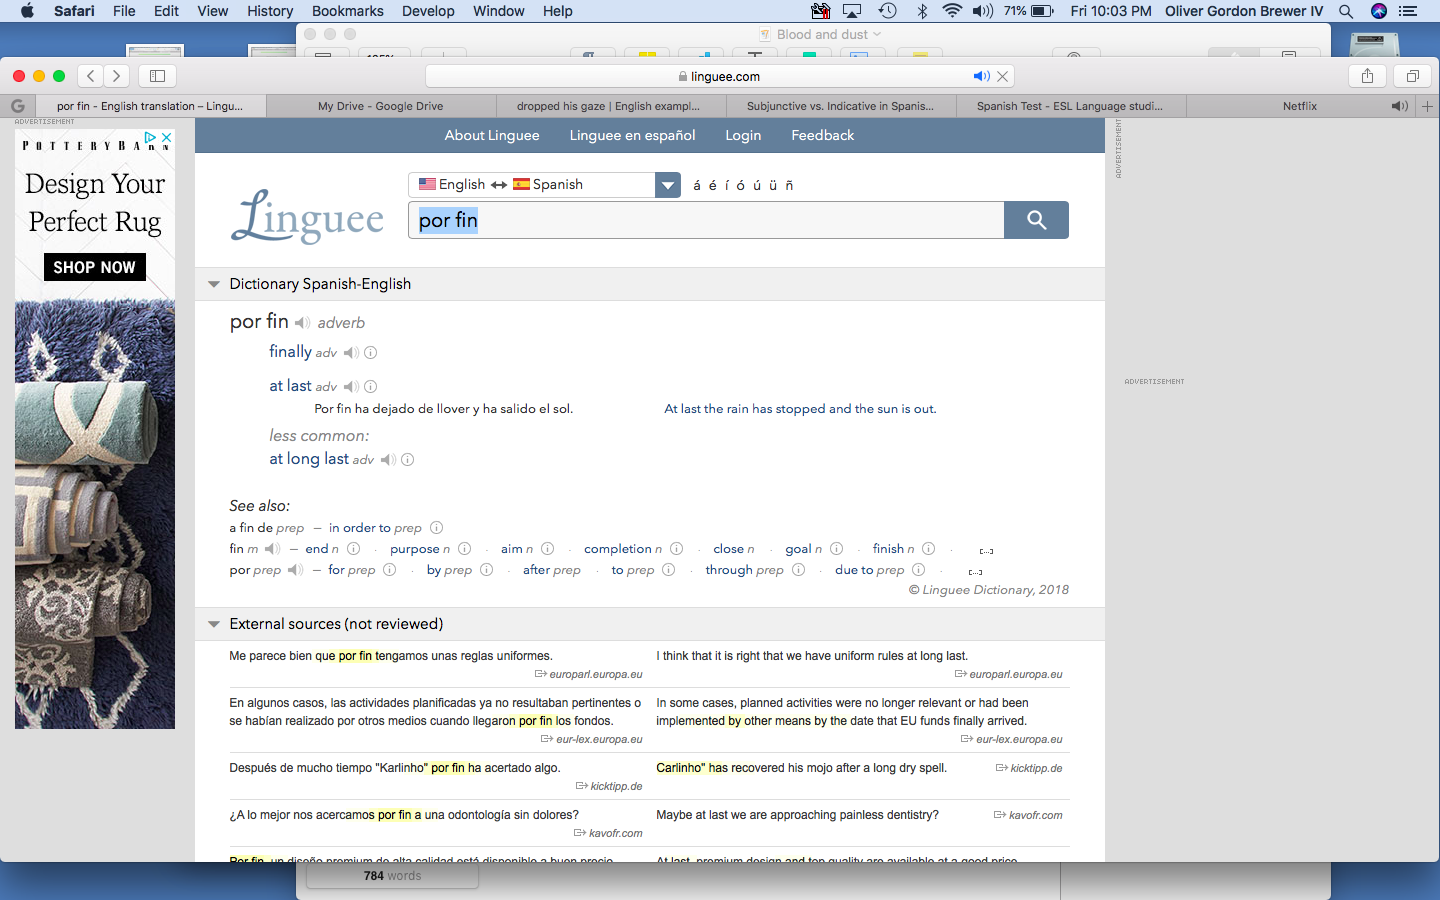 Safari File Edit View History Bookmarks Develop Window Help 71% Fri 10:03 PM Oliver Gordon Brewer IV
Blood and dust
linguee.com
por fin - English translation – Lingu...
My Drive - Google Drive
dropped his gaze | English exampl...
Subjunctive vs. Indicative in Spanis...
Spanish Test - ESL Language studi...
Netflix
ADVERTISEMENT
POTTERY BARN
Design Your
Perfect Rug
SHOP NOW
About Linguee Linguee en español Login Feedback
ADVERTISEMENT
Linguee
English ↔ Spanish
á é í ó ú ü ñ
por fin
Dictionary Spanish-English
por fin adverb
finally adv
at last adv
Por fin ha dejado de llover y ha salido el sol. At last the rain has stopped and the sun is out.
ADVERTISEMENT
less common:
at long last adv
See also:
a fin de prep – in order to prep
fin m – end n · purpose n · aim n · completion n · close n · goal n · finish n · [...]
por prep – for prep · by prep · after prep · to prep · through prep · due to prep · [...]
© Linguee Dictionary, 2018
External sources (not reviewed)
Me parece bien que por fin tengamos unas reglas uniformes.
europarl.europa.eu
I think that it is right that we have uniform rules at long last.
europarl.europa.eu
En algunos casos, las actividades planificadas ya no resultaban pertinentes o
se habían realizado por otros medios cuando llegaron por fin los fondos.
eur-lex.europa.eu
In some cases, planned activities were no longer relevant or had been
implemented by other means by the date that EU funds finally arrived.
eur-lex.europa.eu
Después de mucho tiempo "Karlinho" por fin ha acertado algo.
kicktipp.de
Carlinho" has recovered his mojo after a long dry spell.
kicktipp.de
¿A lo mejor nos acercamos por fin a una odontología sin dolores?
kavofr.com
Maybe at last we are approaching painless dentistry?
kavofr.com
Por fin, un diseño premium de alta calidad está disponible a buen precio
At last, premium design and top quality are available at a good price
784 words